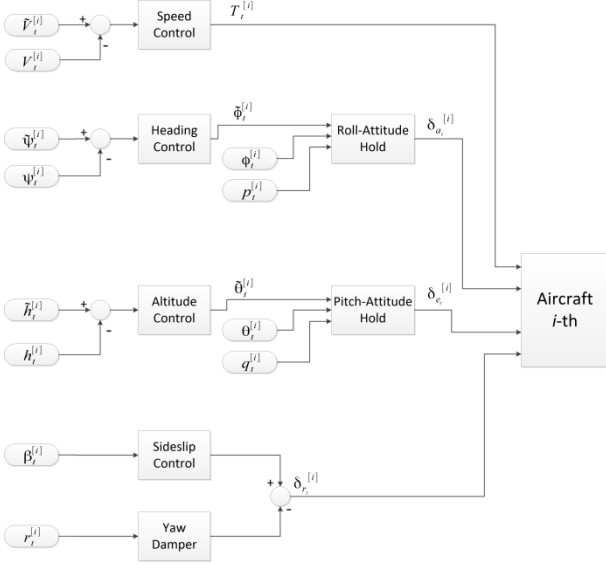 Ṽ_t^[i]
+
Speed
Control
T_t^[i]
V_t^[i]
-
ψ̃_t^[i]
+
Heading
Control
ϕ̃_t^[i]
Roll-Attitude
Hold
δ_{a_t}^[i]
ψ_t^[i]
-
ϕ_t^[i]
p_t^[i]
h̃_t^[i]
+
Altitude
Control
θ̃_t^[i]
Pitch-Attitude
Hold
δ_{e_t}^[i]
Aircraft
i-th
h_t^[i]
-
θ_t^[i]
q_t^[i]
β_t^[i]
Sideslip
Control
+
δ_{r_t}^[i]
-
r_t^[i]
Yaw
Damper